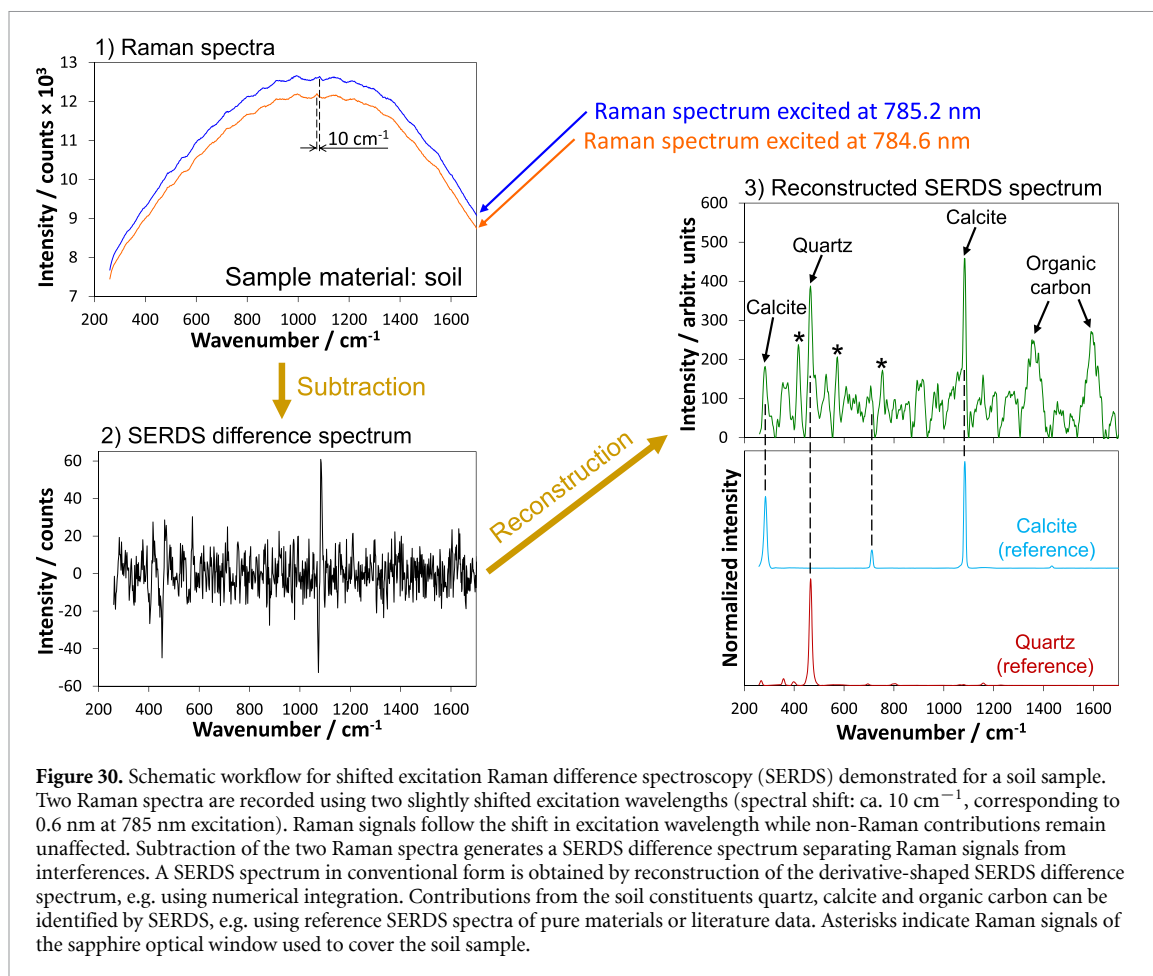 1) Raman spectra
Intensity / counts × 10³
13
12
11
10
9
8
7
10 cm⁻¹
Sample material: soil
200 400 600 800 1000 1200 1400 1600
Wavenumber / cm⁻¹
Raman spectrum excited at 785.2 nm
Raman spectrum excited at 784.6 nm
Subtraction
2) SERDS difference spectrum
Intensity / counts
60
40
20
0
-20
-40
-60
200 400 600 800 1000 1200 1400 1600
Wavenumber / cm⁻¹
Reconstruction
3) Reconstructed SERDS spectrum
Intensity / arbitr. units
600
500
400
300
200
100
0
Calcite
Quartz
Calcite
Organic
carbon
* * *
Normalized intensity
Calcite
(reference)
Quartz
(reference)
200 400 600 800 1000 1200 1400 1600
Wavenumber / cm⁻¹
Figure 30. Schematic workflow for shifted excitation Raman difference spectroscopy (SERDS) demonstrated for a soil sample.
Two Raman spectra are recorded using two slightly shifted excitation wavelengths (spectral shift: ca. 10 cm⁻¹, corresponding to
0.6 nm at 785 nm excitation). Raman signals follow the shift in excitation wavelength while non-Raman contributions remain
unaffected. Subtraction of the two Raman spectra generates a SERDS difference spectrum separating Raman signals from
interferences. A SERDS spectrum in conventional form is obtained by reconstruction of the derivative-shaped SERDS difference
spectrum, e.g. using numerical integration. Contributions from the soil constituents quartz, calcite and organic carbon can be
identified by SERDS, e.g. using reference SERDS spectra of pure materials or literature data. Asterisks indicate Raman signals of
the sapphire optical window used to cover the soil sample.